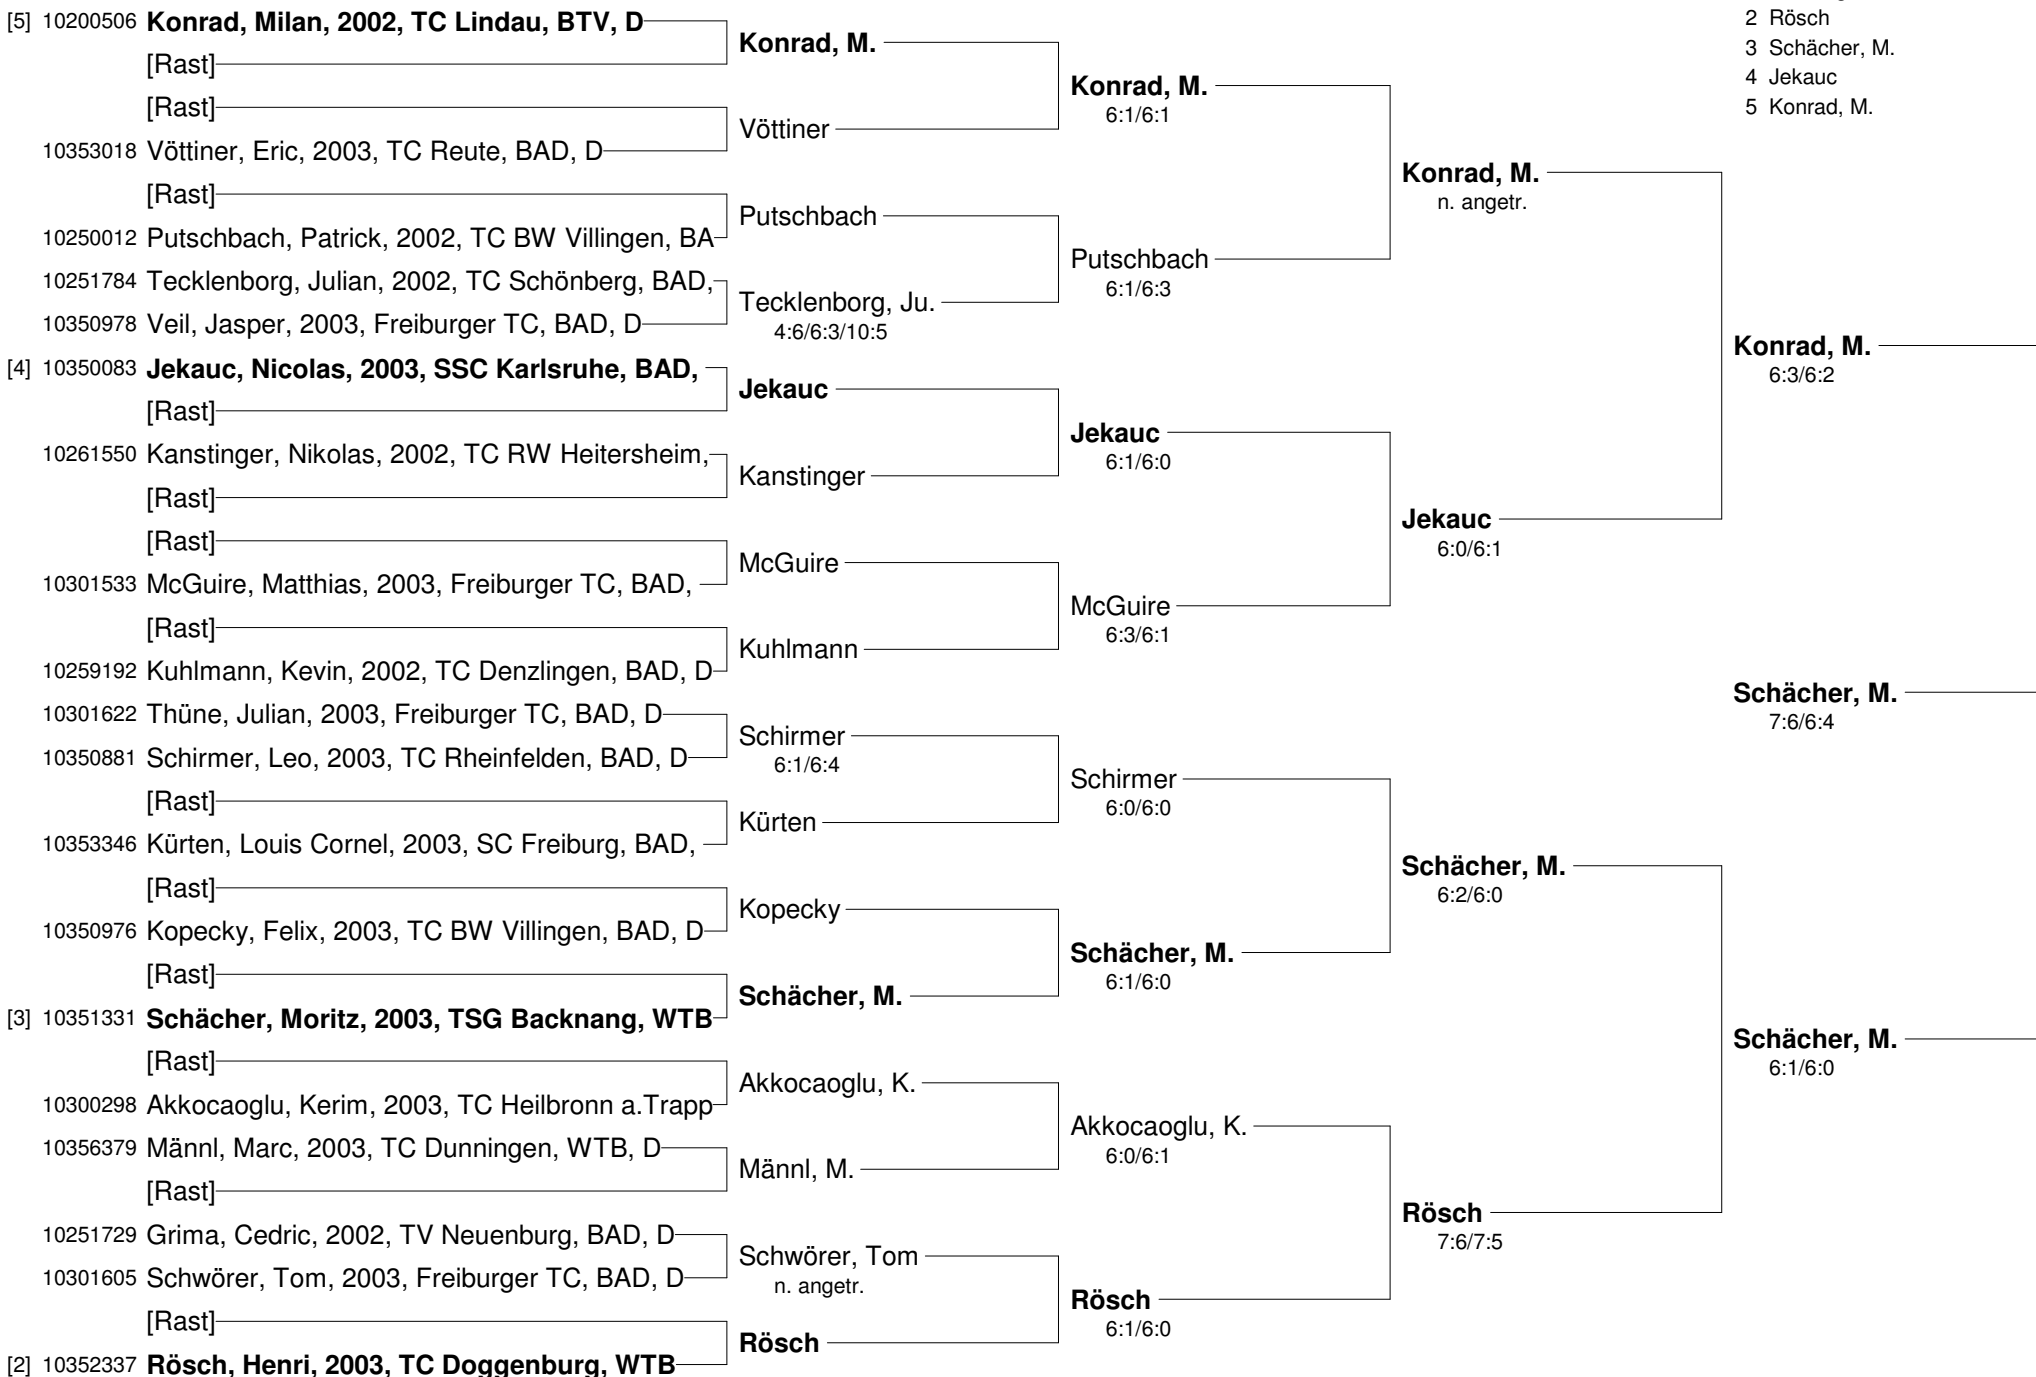 [5] 10200506 Konrad, Milan, 2002, TC Lindau, BTV, D
[Rast]
[Rast]
10353018 Vöttiner, Eric, 2003, TC Reute, BAD, D
[Rast]
10250012 Putschbach, Patrick, 2002, TC BW Villingen, BA
10251784 Tecklenborg, Julian, 2002, TC Schönberg, BAD,
10350978 Veil, Jasper, 2003, Freiburger TC, BAD, D
[4] 10350083 Jekauc, Nicolas, 2003, SSC Karlsruhe, BAD,
[Rast]
10261550 Kanstinger, Nikolas, 2002, TC RW Heitersheim,
[Rast]
[Rast]
10301533 McGuire, Matthias, 2003, Freiburger TC, BAD,
[Rast]
10259192 Kuhlmann, Kevin, 2002, TC Denzlingen, BAD, D
10301622 Thüne, Julian, 2003, Freiburger TC, BAD, D
10350881 Schirmer, Leo, 2003, TC Rheinfelden, BAD, D
[Rast]
10353346 Kürten, Louis Cornel, 2003, SC Freiburg, BAD,
[Rast]
10350976 Kopecky, Felix, 2003, TC BW Villingen, BAD, D
[Rast]
[3] 10351331 Schächer, Moritz, 2003, TSG Backnang, WTB
[Rast]
10300298 Akkocaoglu, Kerim, 2003, TC Heilbronn a.Trapp
10356379 Männl, Marc, 2003, TC Dunningen, WTB, D
[Rast]
10251729 Grima, Cedric, 2002, TV Neuenburg, BAD, D
10301605 Schwörer, Tom, 2003, Freiburger TC, BAD, D
[Rast]
[2] 10352337 Rösch, Henri, 2003, TC Doggenburg, WTB
Konrad, M.
Vöttiner
Putschbach
Tecklenborg, Ju.
4:6/6:3/10:5
Jekauc
Kanstinger
McGuire
Kuhlmann
Schirmer
6:1/6:4
Kürten
Kopecky
Schächer, M.
Akkocaoglu, K.
Männl, M.
Schwörer, Tom
n. angetr.
Rösch
Konrad, M.
6:1/6:1
Putschbach
6:1/6:3
Jekauc
6:1/6:0
McGuire
6:3/6:1
Schirmer
6:0/6:0
Schächer, M.
6:1/6:0
Akkocaoglu, K.
6:0/6:1
Rösch
6:1/6:0
Konrad, M.
n. angetr.
Jekauc
6:0/6:1
Schächer, M.
6:2/6:0
Rösch
7:6/7:5
2 Rösch
3 Schächer, M.
4 Jekauc
5 Konrad, M.
Konrad, M.
6:3/6:2
Schächer, M.
7:6/6:4
Schächer, M.
6:1/6:0